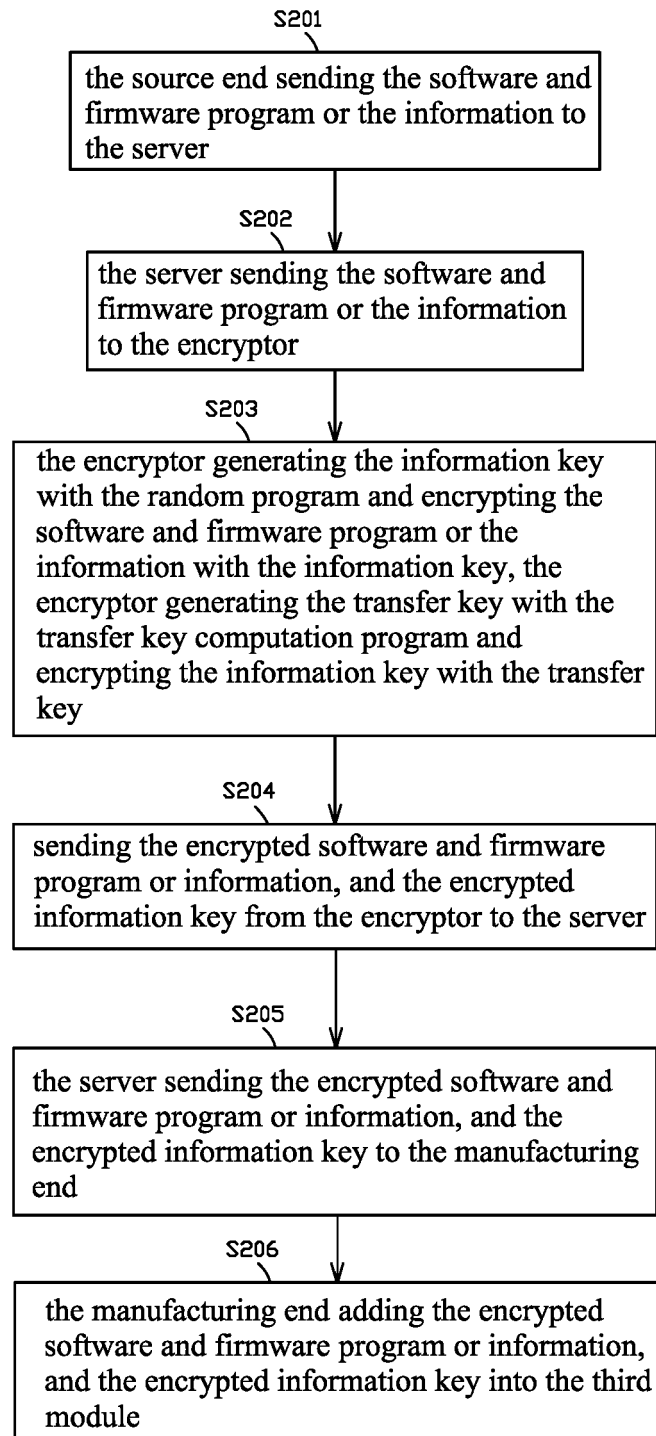 S201
the source end sending the software and
firmware program or the information to
the server
S202
the server sending the software and
firmware program or the information
to the encryptor
S203
the encryptor generating the information key
with the random program and encrypting the
software and firmware program or the
information with the information key, the
encryptor generating the transfer key with the
transfer key computation program and
encrypting the information key with the transfer
key
S204
sending the encrypted software and firmware
program or information, and the encrypted
information key from the encryptor to the server
S205
the server sending the encrypted software and
firmware program or information, and the
encrypted information key to the manufacturing
end
S206
the manufacturing end adding the encrypted
software and firmware program or information,
and the encrypted information key into the third
module